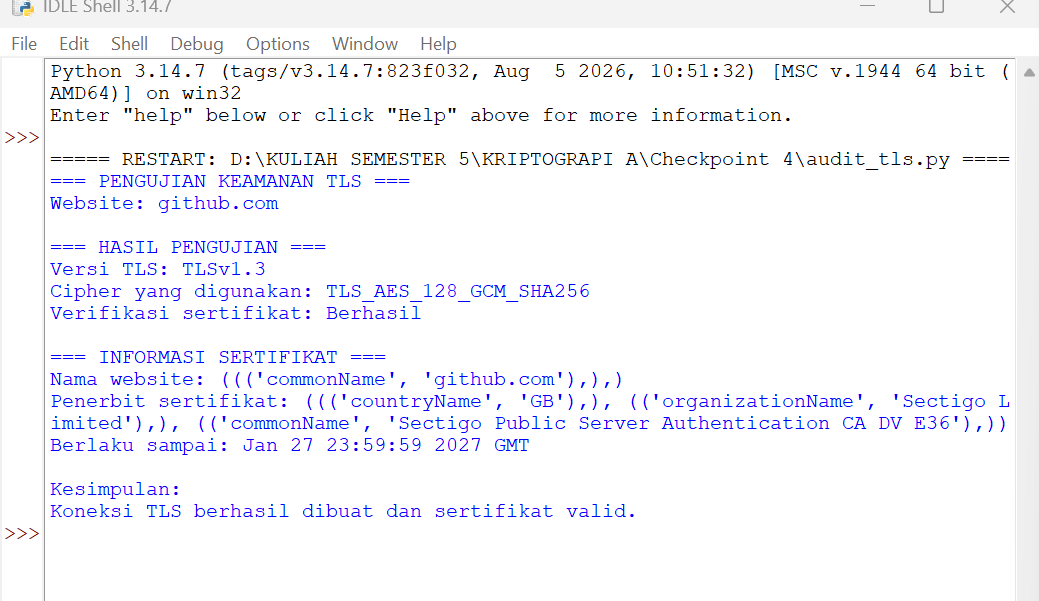 IDLE Shell 3.14.7
File Edit Shell Debug Options Window Help
Python 3.14.7 (tags/v3.14.7:823f032, Aug  5 2026, 10:51:32) [MSC v.1944 64 bit (
AMD64)] on win32
Enter "help" below or click "Help" above for more information.
>>>
===== RESTART: D:\KULIAH SEMESTER 5\KRIPTOGRAPI A\Checkpoint 4\audit_tls.py ====
=== PENGUJIAN KEAMANAN TLS ===
Website: github.com
=== HASIL PENGUJIAN ===
Versi TLS: TLSv1.3
Cipher yang digunakan: TLS_AES_128_GCM_SHA256
Verifikasi sertifikat: Berhasil
=== INFORMASI SERTIFIKAT ===
Nama website: ((('commonName', 'github.com'),),)
Penerbit sertifikat: ((('countryName', 'GB'),), (('organizationName', 'Sectigo L
imited'),), (('commonName', 'Sectigo Public Server Authentication CA DV E36'),))
Berlaku sampai: Jan 27 23:59:59 2027 GMT
Kesimpulan:
Koneksi TLS berhasil dibuat dan sertifikat valid.
>>>